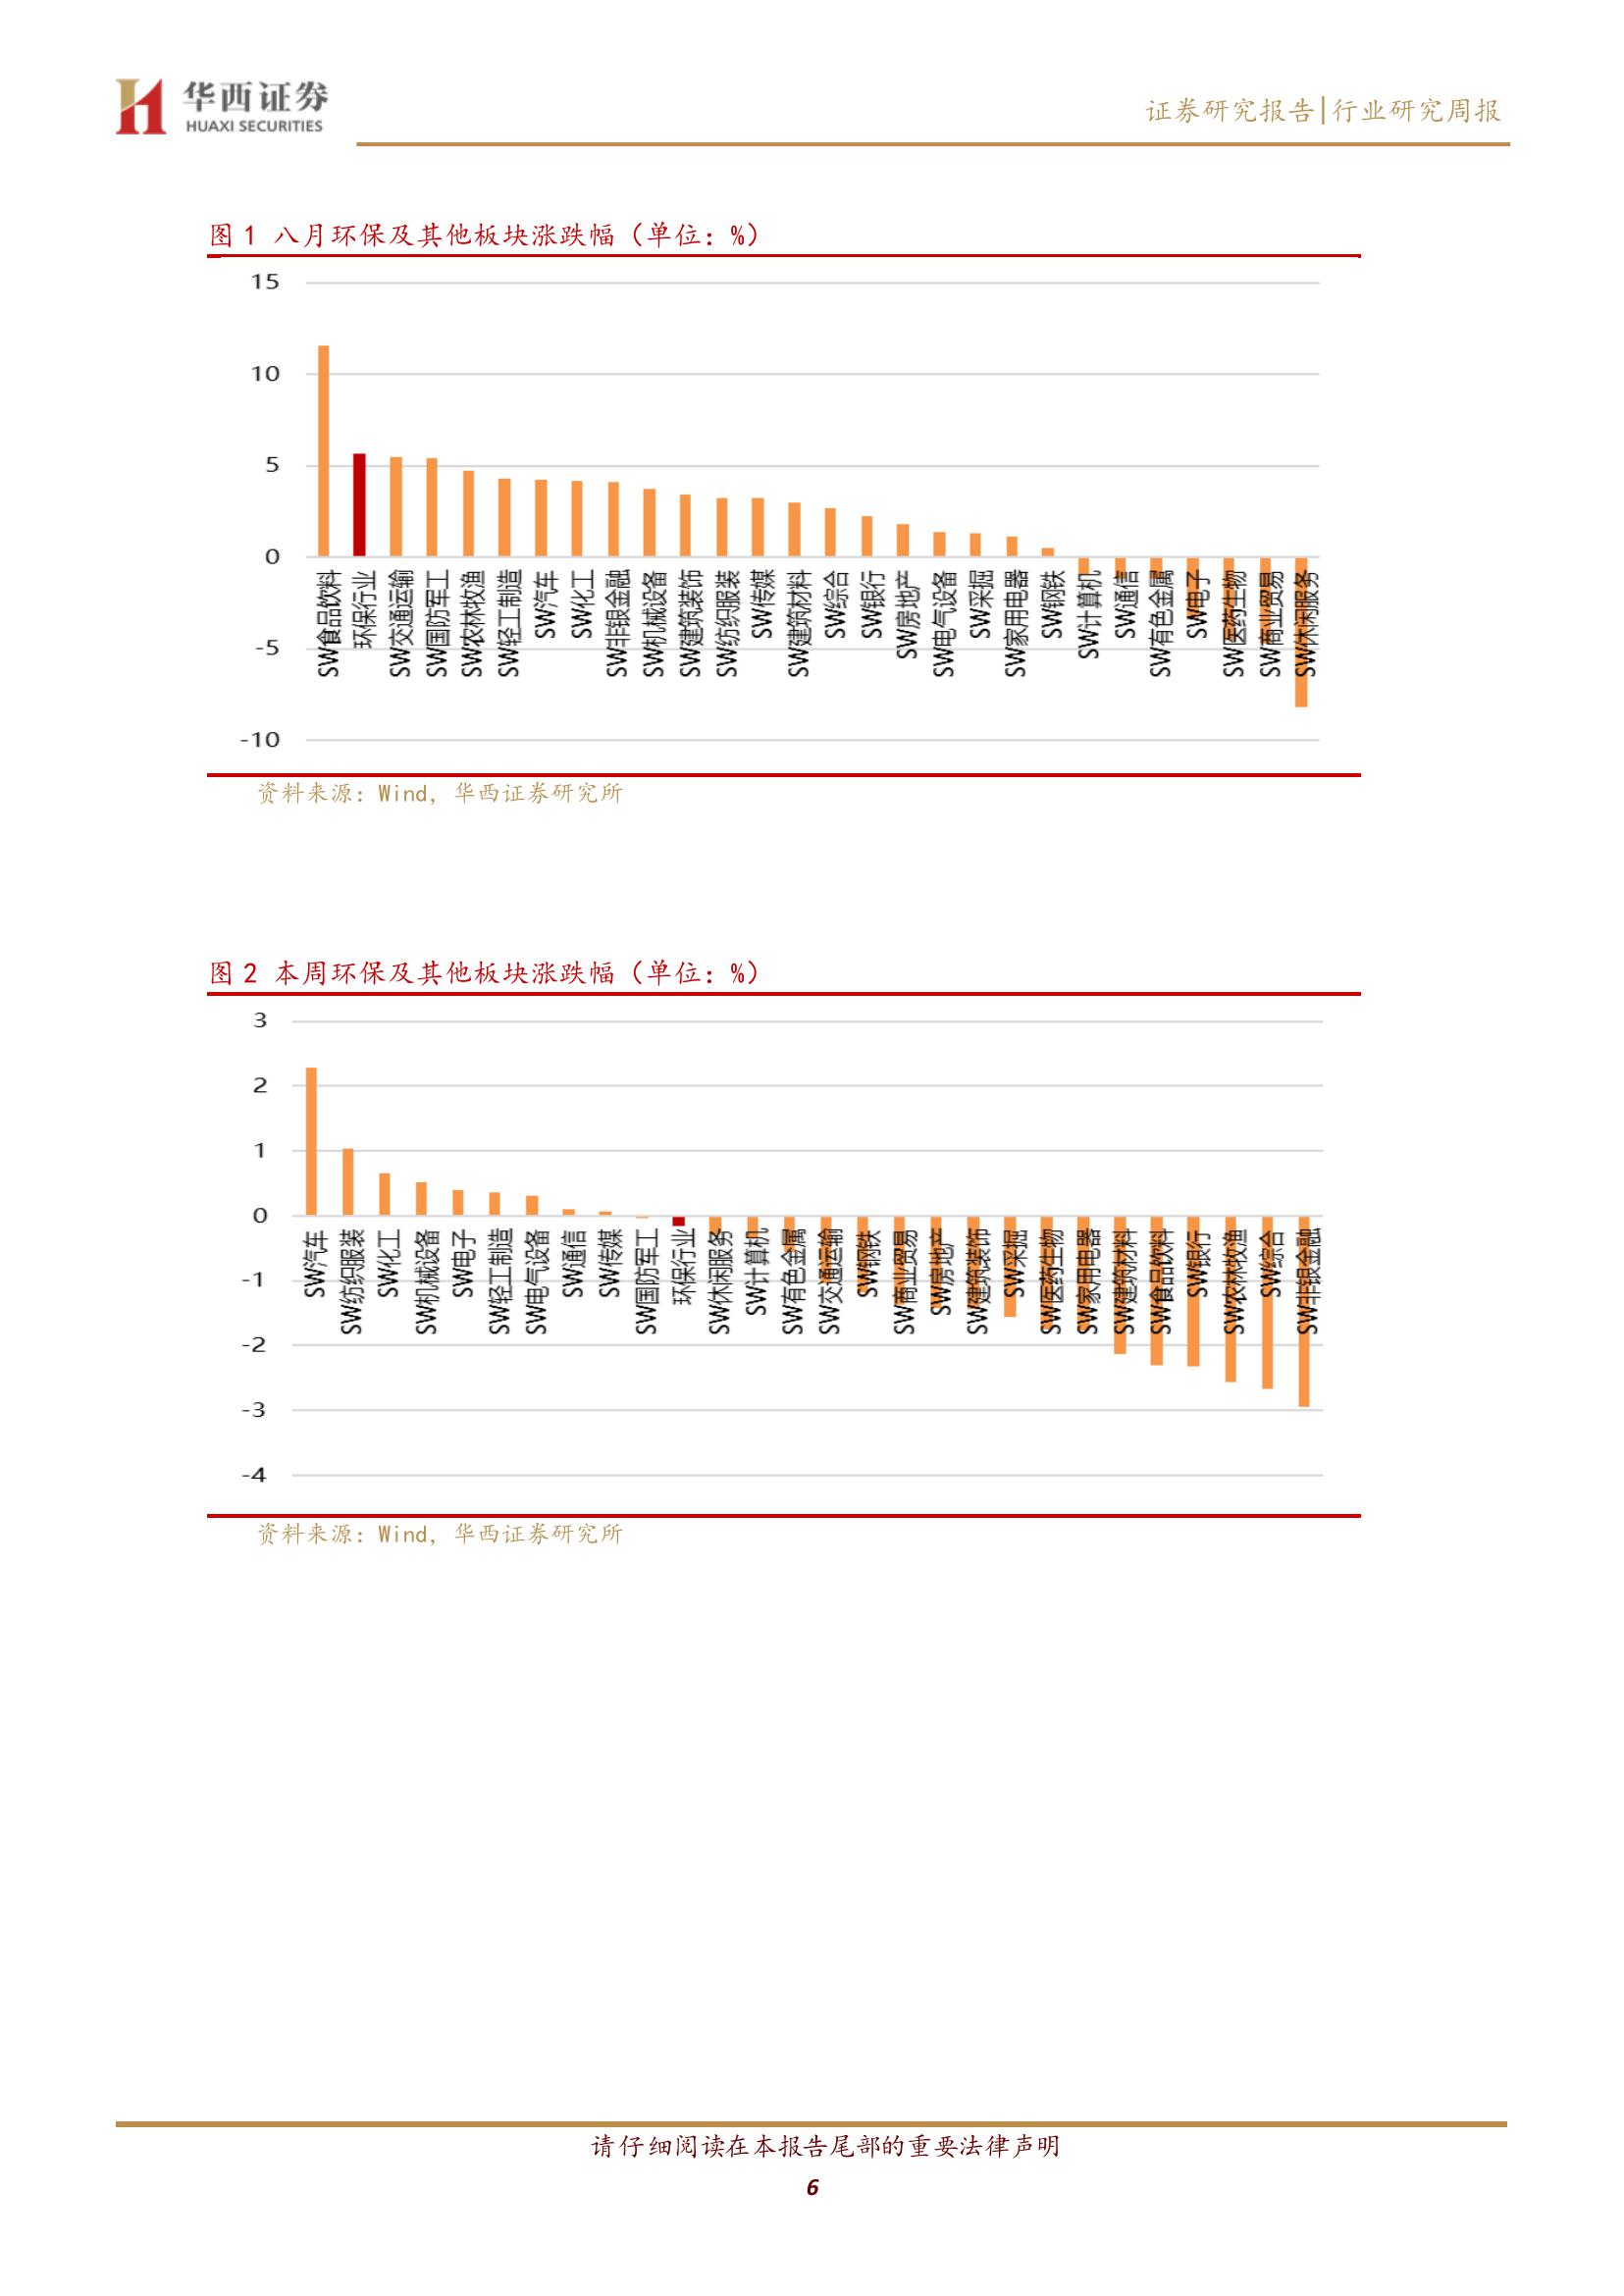 华西证券
HUAXI SECURITIES
证券研究报告|行业研究周报
图 1 八月环保及其他板块涨跌幅（单位：%）
15
10
5
0
-5
-10
SW食品饮料
环保行业
SW交通运输
SW国防军工
SW农林牧渔
SW轻工制造
SW汽车
SW化工
SW非银金融
SW机械设备
SW建筑装饰
SW纺织服装
SW传媒
SW建筑材料
SW综合
SW银行
SW房地产
SW电气设备
SW采掘
SW家用电器
SW钢铁
SW计算机
SW通信
SW有色金属
SW电子
SW医药生物
SW商业贸易
SW休闲服务
资料来源：Wind，华西证券研究所
图 2 本周环保及其他板块涨跌幅（单位：%）
3
2
1
0
-1
-2
-3
-4
SW汽车
SW纺织服装
SW化工
SW机械设备
SW电子
SW轻工制造
SW电气设备
SW通信
SW传媒
SW国防军工
环保行业
SW休闲服务
SW计算机
SW有色金属
SW交通运输
SW钢铁
SW商业贸易
SW房地产
SW建筑装饰
SW采掘
SW医药生物
SW家用电器
SW建筑材料
SW食品饮料
SW银行
SW农林牧渔
SW综合
SW非银金融
资料来源：Wind，华西证券研究所
请仔细阅读在本报告尾部的重要法律声明
6